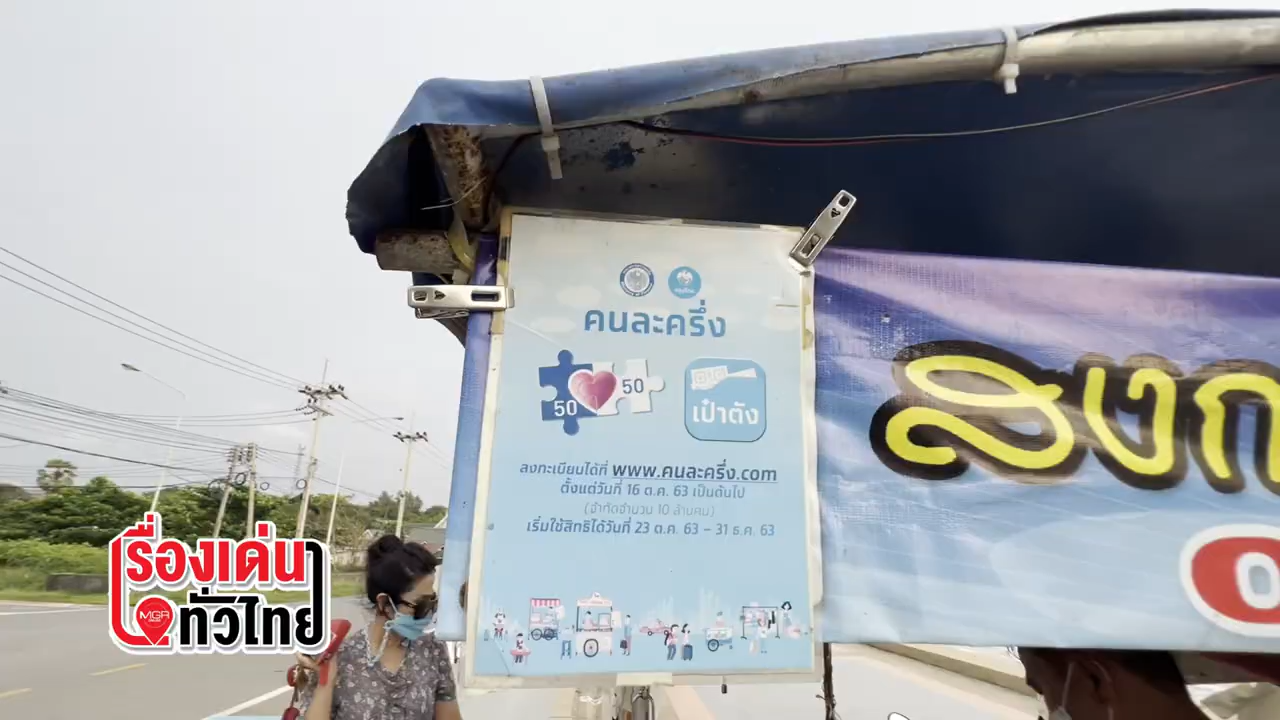 คนละครึ่ง
50
50
เป๋าตัง
ลงทะเบียนได้ที่ www.คนละครึ่ง.com
ตั้งแต่วันที่ 16 ต.ค. 63 เป็นต้นไป
(จำกัดจำนวน 10 ล้านคน)
เริ่มใช้สิทธิได้วันที่ 23 ต.ค. 63 – 31 ธ.ค. 63
เรื่องเด่น
ทั่วไทย
MGR
ONLINE